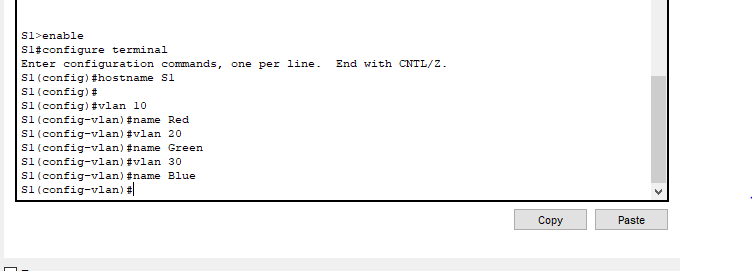 S1>enable
S1#configure terminal
Enter configuration commands, one per line.  End with CNTL/Z.
S1(config)#hostname S1
S1(config)#
S1(config)#vlan 10
S1(config-vlan)#name Red
S1(config-vlan)#vlan 20
S1(config-vlan)#name Green
S1(config-vlan)#vlan 30
S1(config-vlan)#name Blue
S1(config-vlan)#
Copy Paste